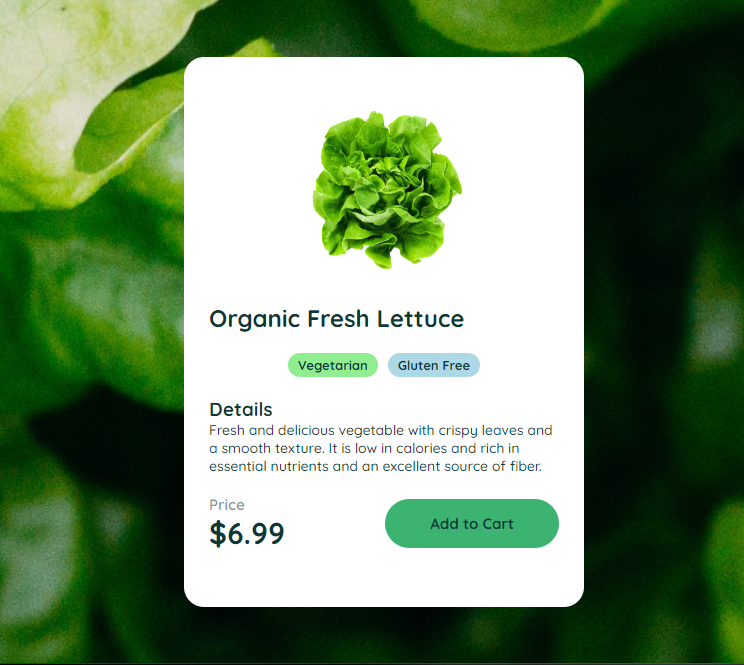 Organic Fresh Lettuce
Vegetarian Gluten Free
Details
Fresh and delicious vegetable with crispy leaves and
a smooth texture. It is low in calories and rich in
essential nutrients and an excellent source of fiber.
Price
$6.99
Add to Cart